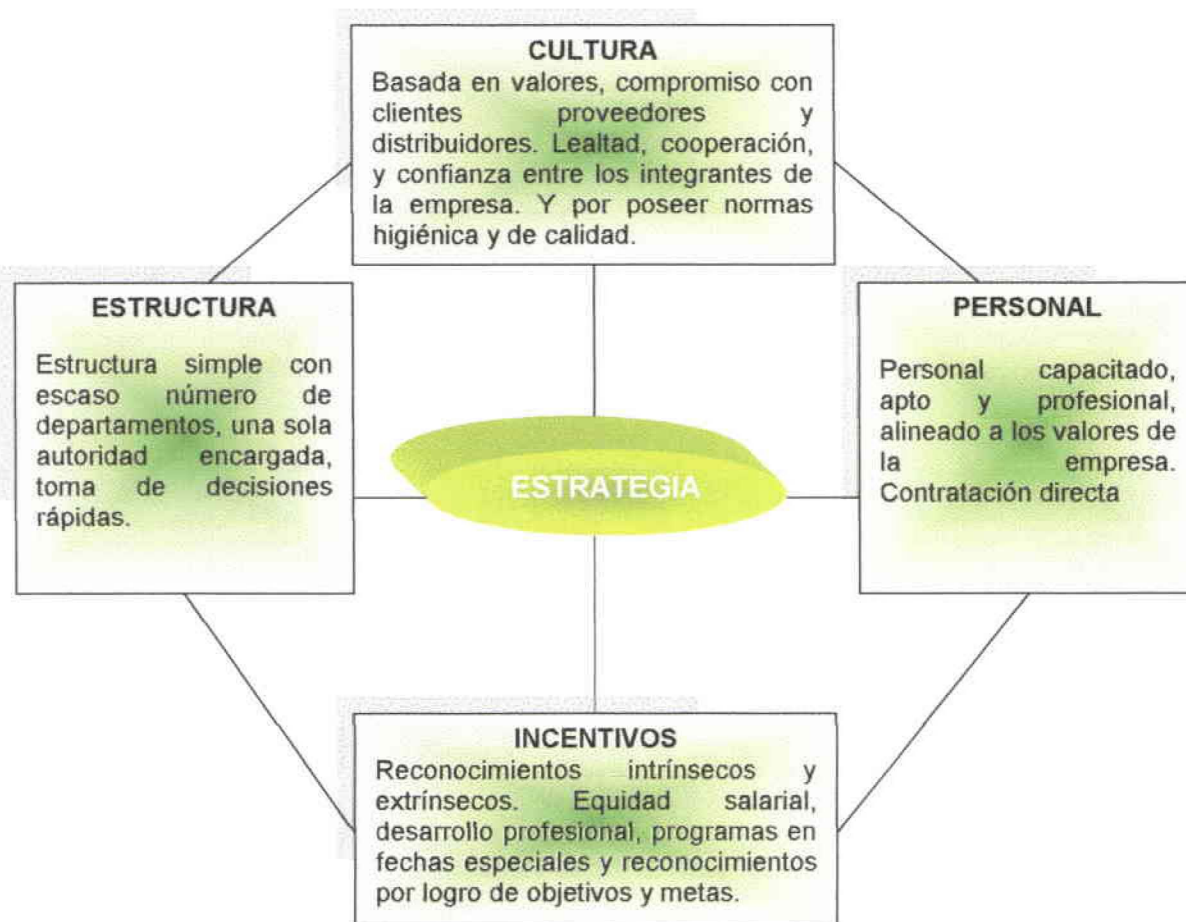 CULTURA
Basada en valores, compromiso con
clientes proveedores y
distribuidores. Lealtad, cooperación,
y confianza entre los integrantes de
la empresa. Y por poseer normas
higiénica y de calidad.
ESTRUCTURA
Estructura simple con
escaso número de
departamentos, una sola
autoridad encargada,
toma de decisiones
rápidas.
ESTRATEGIA
PERSONAL
Personal capacitado,
apto y profesional,
alineado a los valores de
la empresa.
Contratación directa
INCENTIVOS
Reconocimientos intrínsecos y
extrínsecos. Equidad salarial,
desarrollo profesional, programas en
fechas especiales y reconocimientos
por logro de objetivos y metas.